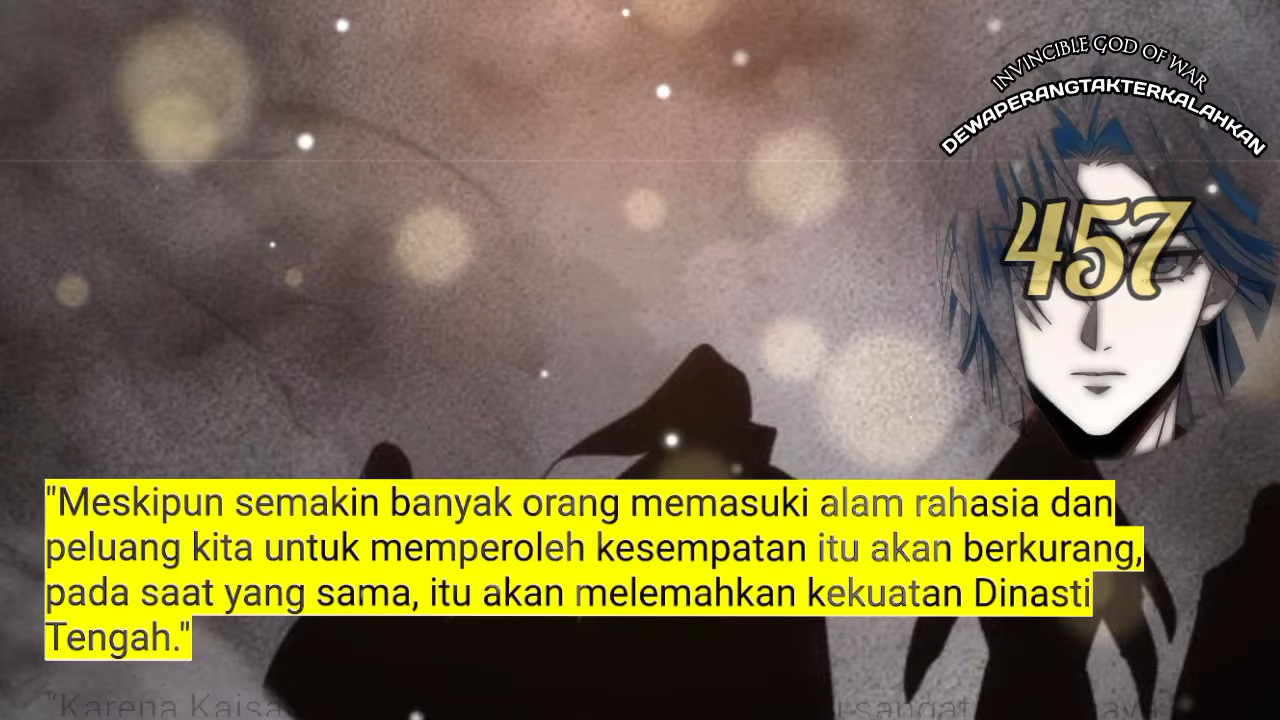 INVINCIBLE GOD OF WAR
DEWAPERANGTAKTERKALAHKAN
457
"Meskipun semakin banyak orang memasuki alam rahasia dan
peluang kita untuk memperoleh kesempatan itu akan berkurang,
pada saat yang sama, itu akan melemahkan kekuatan Dinasti
Tengah."
"Karena